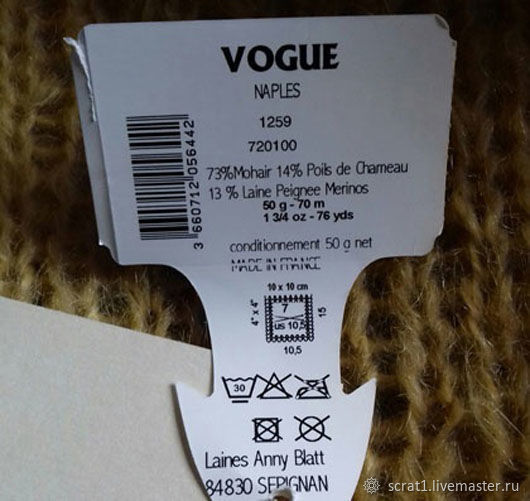 VOGUE
NAPLES
1259
720100
73%Mohair 14% Poils de Chameau
13 % Laine Peignee Merinos
50 g - 70 m
1 3/4 oz - 76 yds
conditionnement 50 g net
MADE IN FRANCE
3 660712 056442
10 x 10 cm
4" x 4"
7
us 10,5
15
10,5
30
Laines Anny Blatt
84830 SERIGNAN
scrat1.livemaster.ru